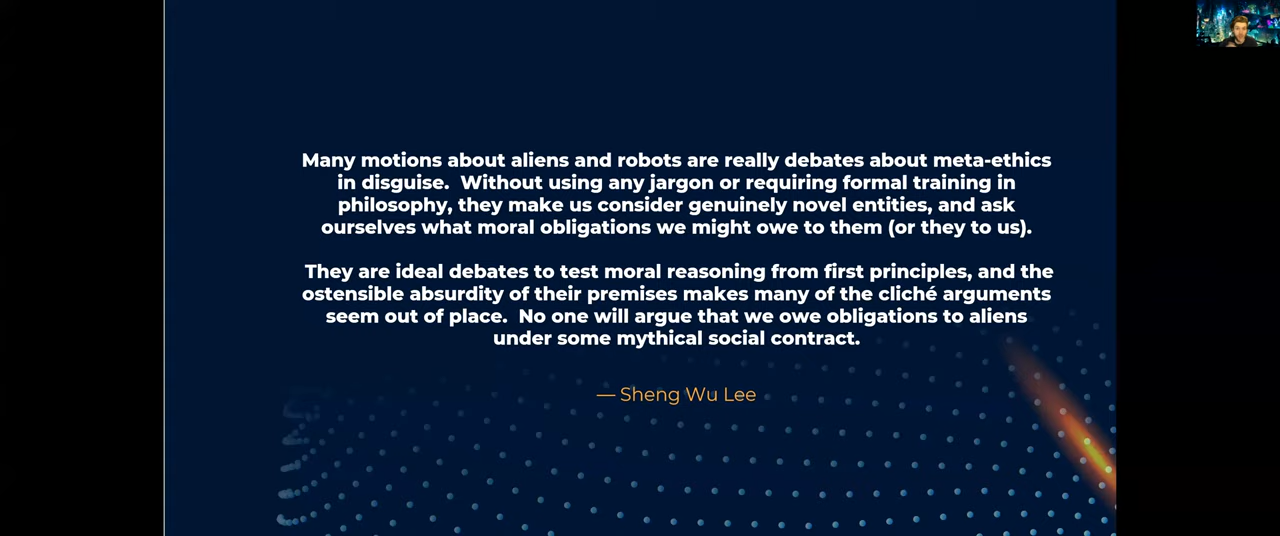 Many motions about aliens and robots are really debates about meta-ethics
in disguise.  Without using any jargon or requiring formal training in
philosophy, they make us consider genuinely novel entities, and ask
ourselves what moral obligations we might owe to them (or they to us).
They are ideal debates to test moral reasoning from first principles, and the
ostensible absurdity of their premises makes many of the cliché arguments
seem out of place.  No one will argue that we owe obligations to aliens
under some mythical social contract.
— Sheng Wu Lee